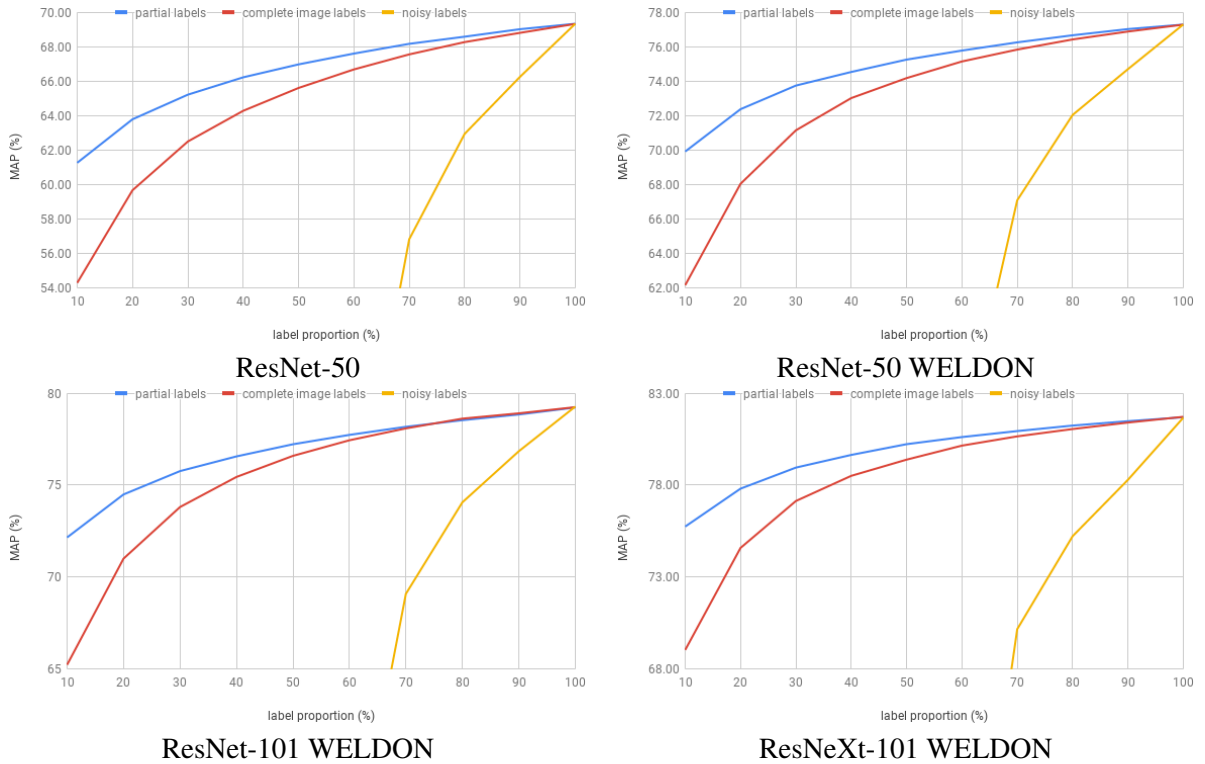 70.00 partial labels complete image labels noisy labels
68.00
66.00
64.00
62.00
60.00
58.00
56.00
54.00
MAP (%)
10 20 30 40 50 60 70 80 90 100
label proportion (%)
ResNet-50
78.00 partial labels complete image labels noisy labels
76.00
74.00
72.00
70.00
68.00
66.00
64.00
62.00
MAP (%)
10 20 30 40 50 60 70 80 90 100
label proportion (%)
ResNet-50 WELDON
80 partial labels complete image labels noisy labels
75
70
65
MAP (%)
10 20 30 40 50 60 70 80 90 100
label proportion (%)
ResNet-101 WELDON
83.00 partial labels complete image labels noisy labels
78.00
73.00
68.00
MAP (%)
10 20 30 40 50 60 70 80 90 100
label proportion (%)
ResNeXt-101 WELDON